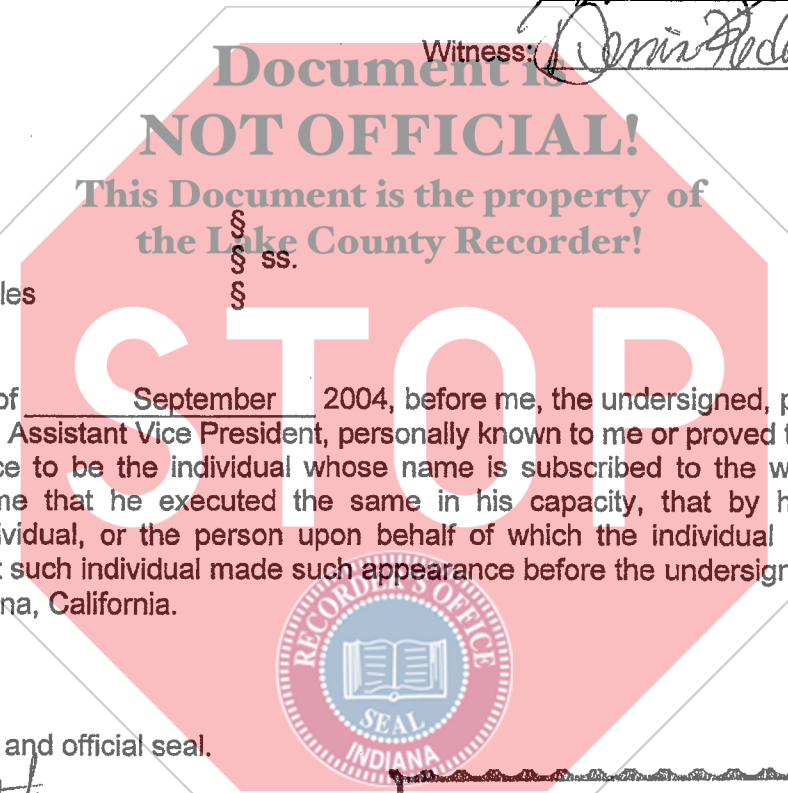 Witness:
Document is
NOT OFFICIAL!
This Document is the property of
the Lake County Recorder!
§
§ ss.
les §
STOP
of September 2004, before me, the undersigned, p
Assistant Vice President, personally known to me or proved t
ce to be the individual whose name is subscribed to the w
me that he executed the same in his capacity, that by h
ividual, or the person upon behalf of which the individual
t such individual made such appearance before the undersign
na, California.
RECORDER'S OFFICE
SEAL
INDIANA
and official seal.